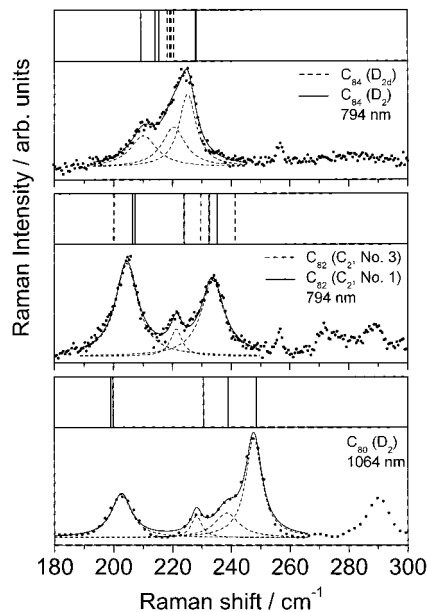 Raman Intensity / arb. units
C84 (D2d)
C84 (D2)
794 nm
C82 (C2, No. 3)
C82 (C2, No. 1)
794 nm
C80 (D2)
1064 nm
180 200 220 240 260 280 300
Raman shift / cm-1